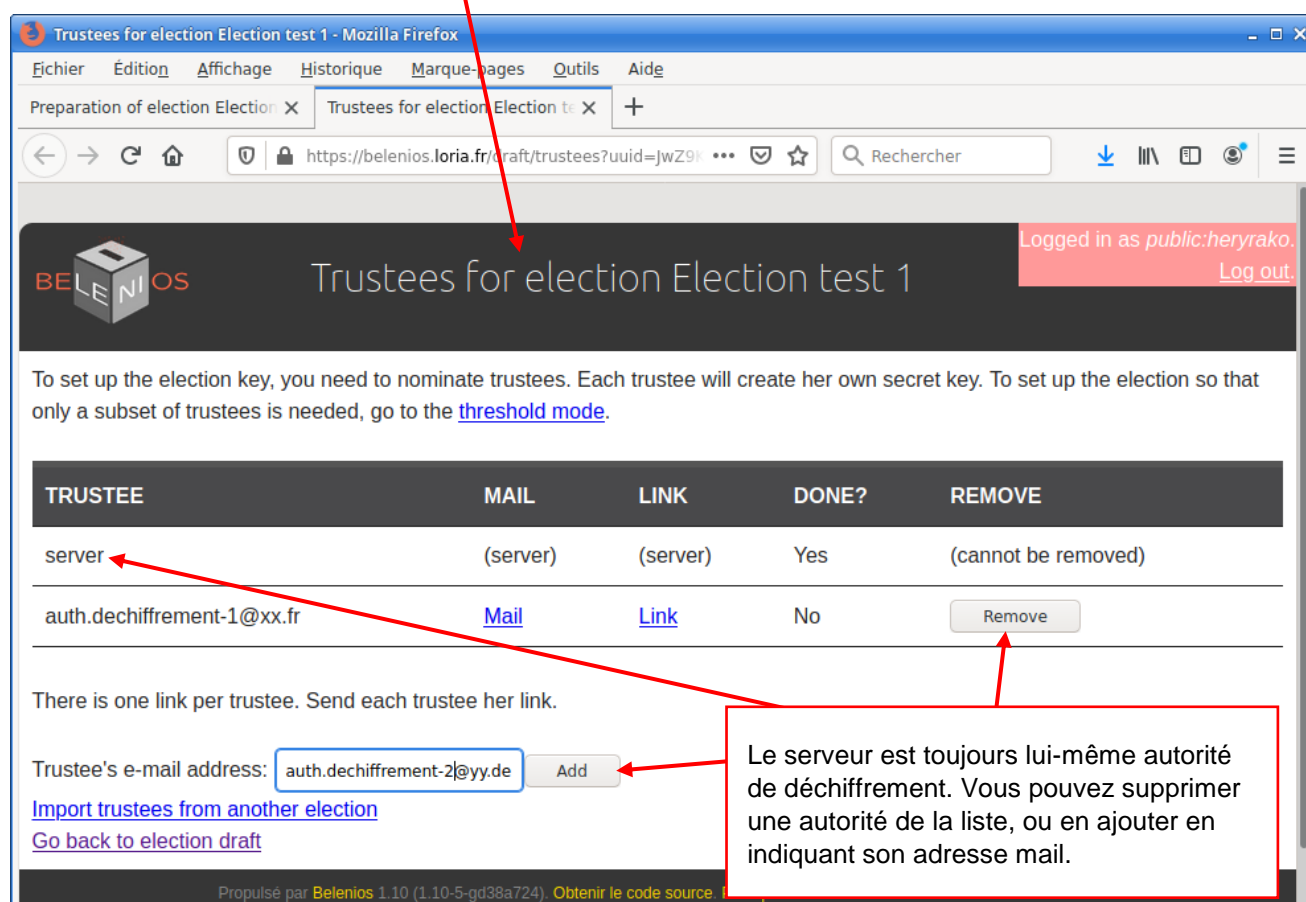 Trustees for election Election test 1 - Mozilla Firefox
Fichier Édition Affichage Historique Marque-pages Outils Aide
Preparation of election Election Trustees for election Election te
https://belenios.loria.fr/draft/trustees?uuid=JwZ9 Rechercher
Logged in as public:heryrako.
Log out.
BELENIOS
Trustees for election Election test 1
To set up the election key, you need to nominate trustees. Each trustee will create her own secret key. To set up the election so that
only a subset of trustees is needed, go to the threshold mode.
TRUSTEE MAIL LINK DONE? REMOVE
server (server) (server) Yes (cannot be removed)
auth.dechiffrement-1@xx.fr Mail Link No Remove
There is one link per trustee. Send each trustee her link.
Trustee's e-mail address: auth.dechiffrement-2@yy.de Add
Import trustees from another election
Go back to election draft
Le serveur est toujours lui-même autorité
de déchiffrement. Vous pouvez supprimer
une autorité de la liste, ou en ajouter en
indiquant son adresse mail.
Propulsé par Belenios 1.10 (1.10-5-gd38a724). Obtenir le code source.